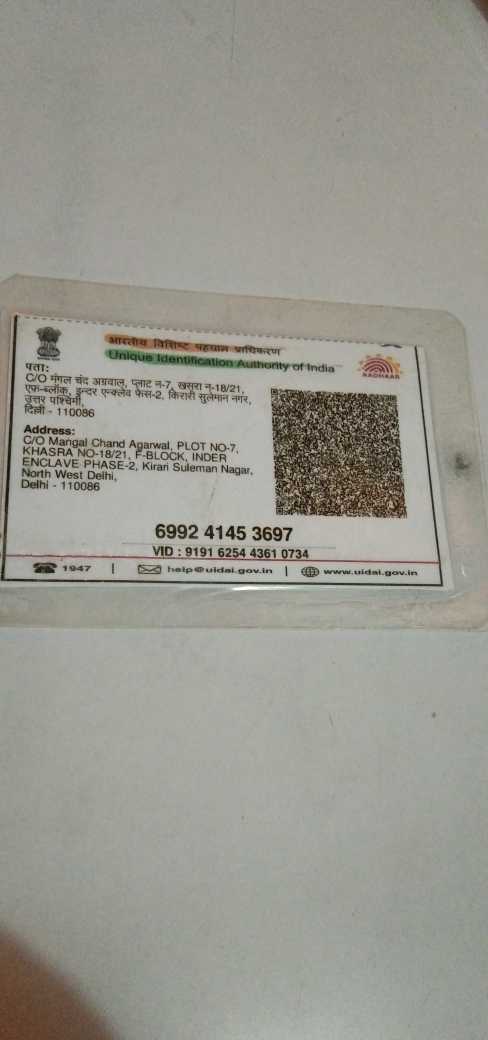 भारतीय विशिष्ट पहचान प्राधिकरण
Unique Identification Authority of India
AADHAAR
पता:
C/O मंगल चंद अग्रवाल, प्लाट न-7, खसरा न-18/21,
एफ-ब्लॉक, इन्दर एन्क्लेव फेस-2, किरारी सुलेमान नगर,
उत्तर पश्चिमी,
दिल्ली - 110086
Address:
C/O Mangal Chand Agarwal, PLOT NO-7,
KHASRA NO-18/21, F-BLOCK, INDER
ENCLAVE PHASE-2, Kirari Suleman Nagar,
North West Delhi,
Delhi - 110086
6992 4145 3697
VID : 9191 6254 4361 0734
1947 | help@uidai.gov.in | www.uidai.gov.in